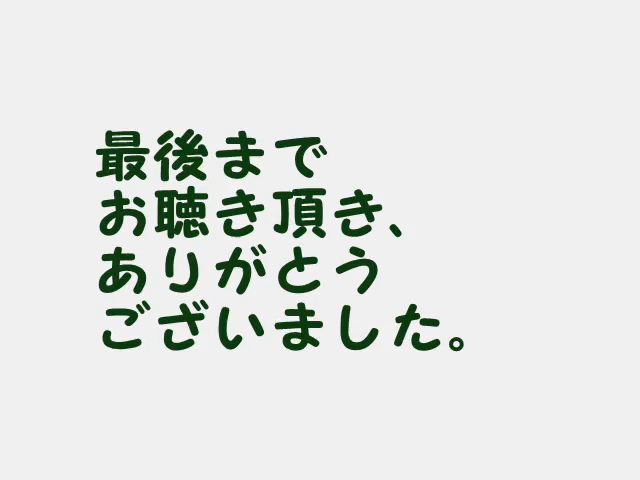 最後まで
お聴き頂き、
ありがとう
ございました。